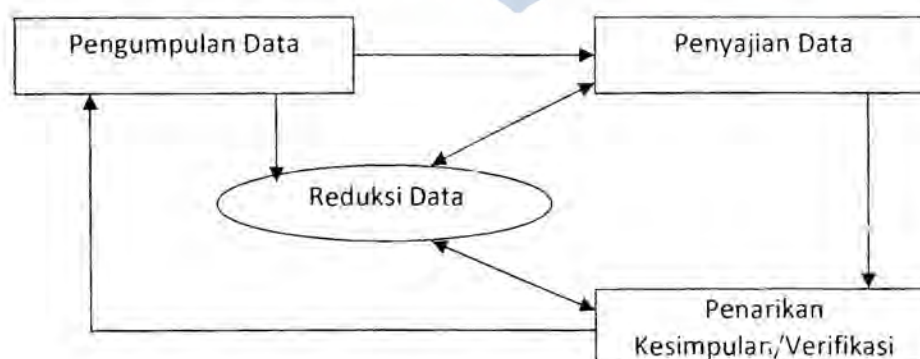 Pengumpulan Data
Penyajian Data
Reduksi Data
Penarikan
Kesimpulan/Verifikasi